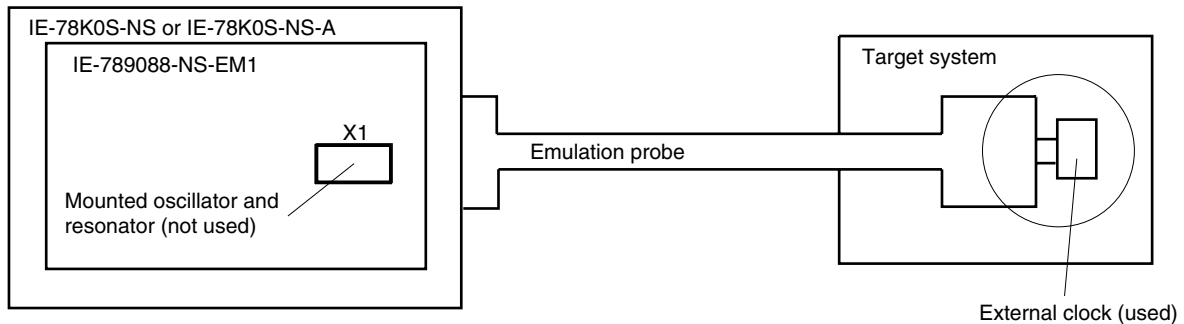 IE-78K0S-NS or IE-78K0S-NS-A
IE-789088-NS-EM1
X1
Mounted oscillator and
resonator (not used)
Emulation probe
Target system
External clock (used)